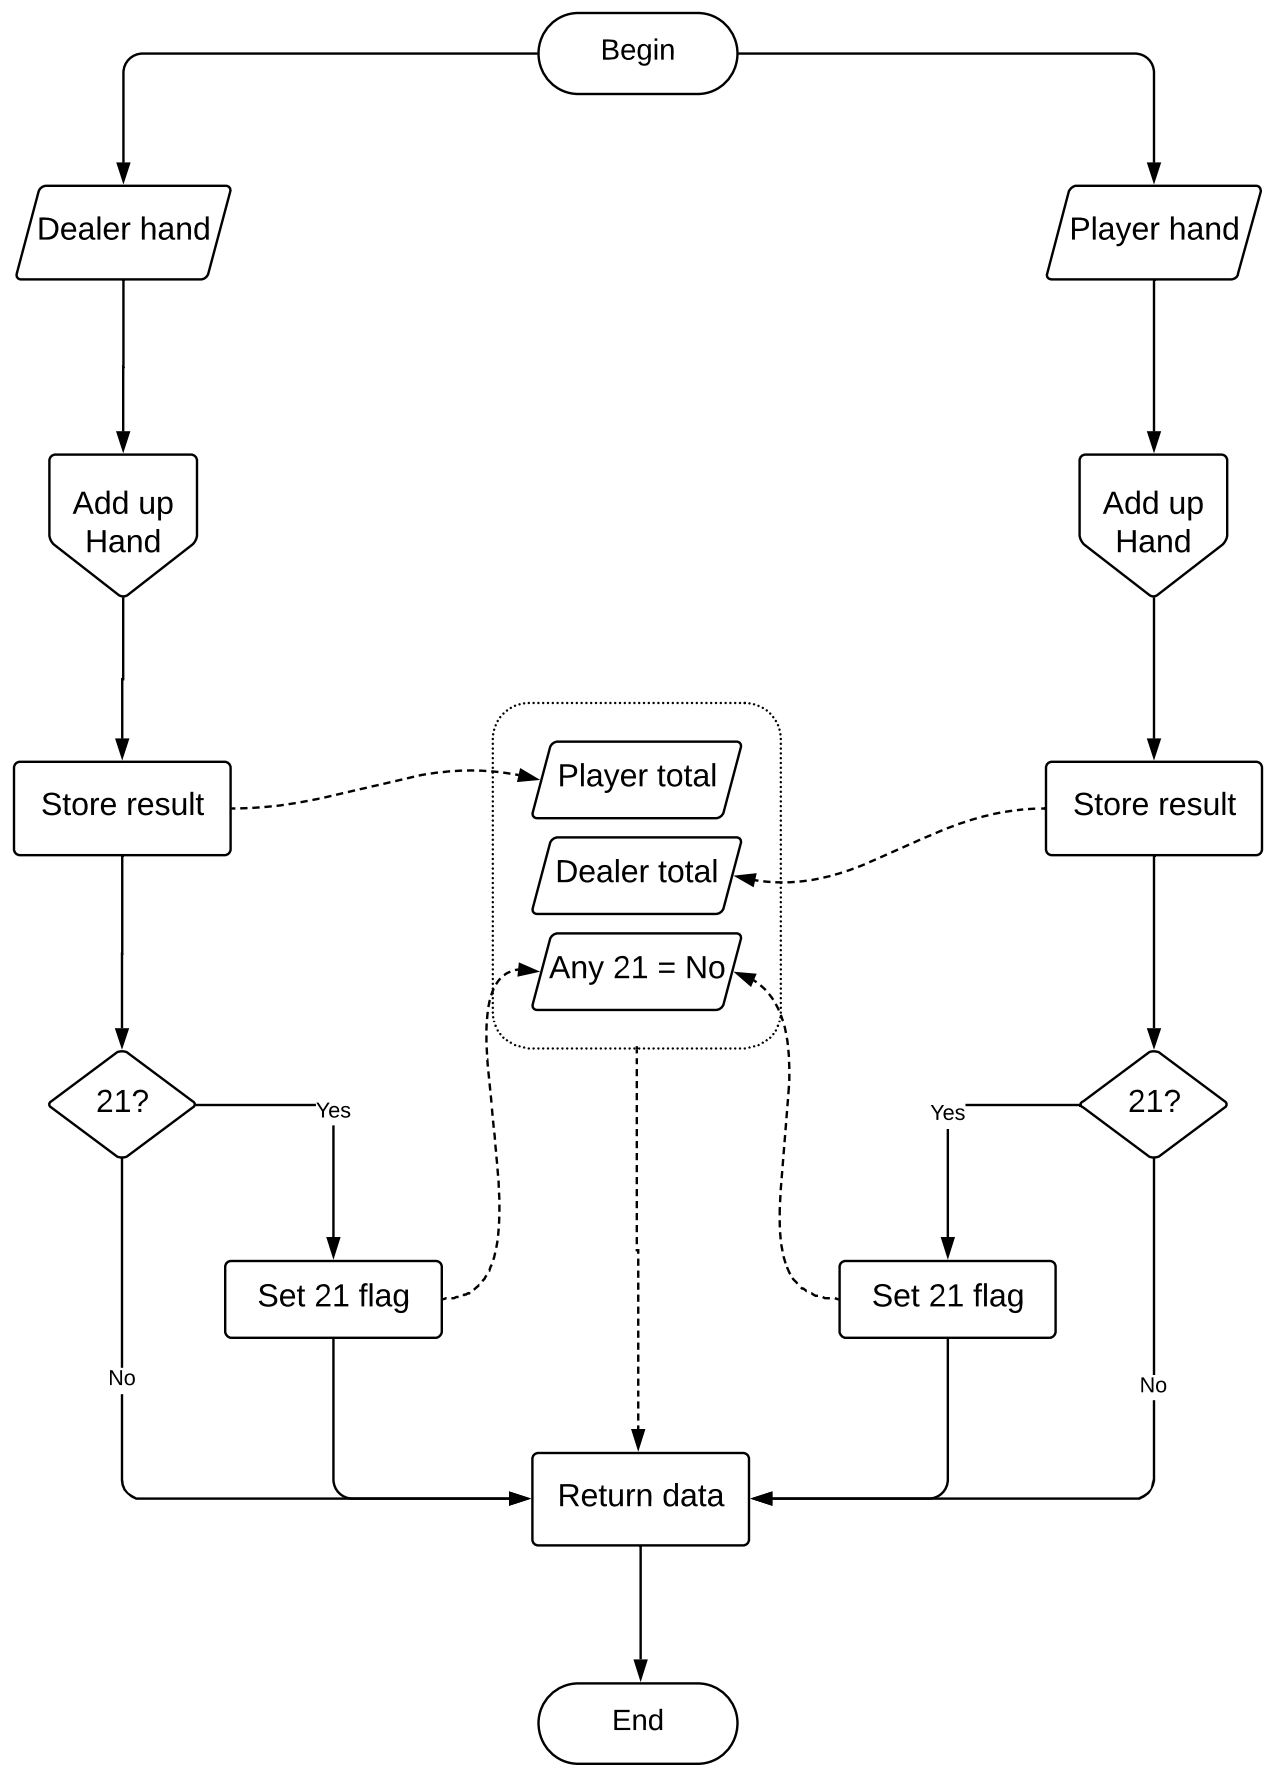 Begin
Dealer hand
Player hand
Add up
Hand
Add up
Hand
Player total
Store result
Store result
Dealer total
Any 21 = No
21?
21?
Yes
Yes
Set 21 flag
Set 21 flag
No
No
Return data
End